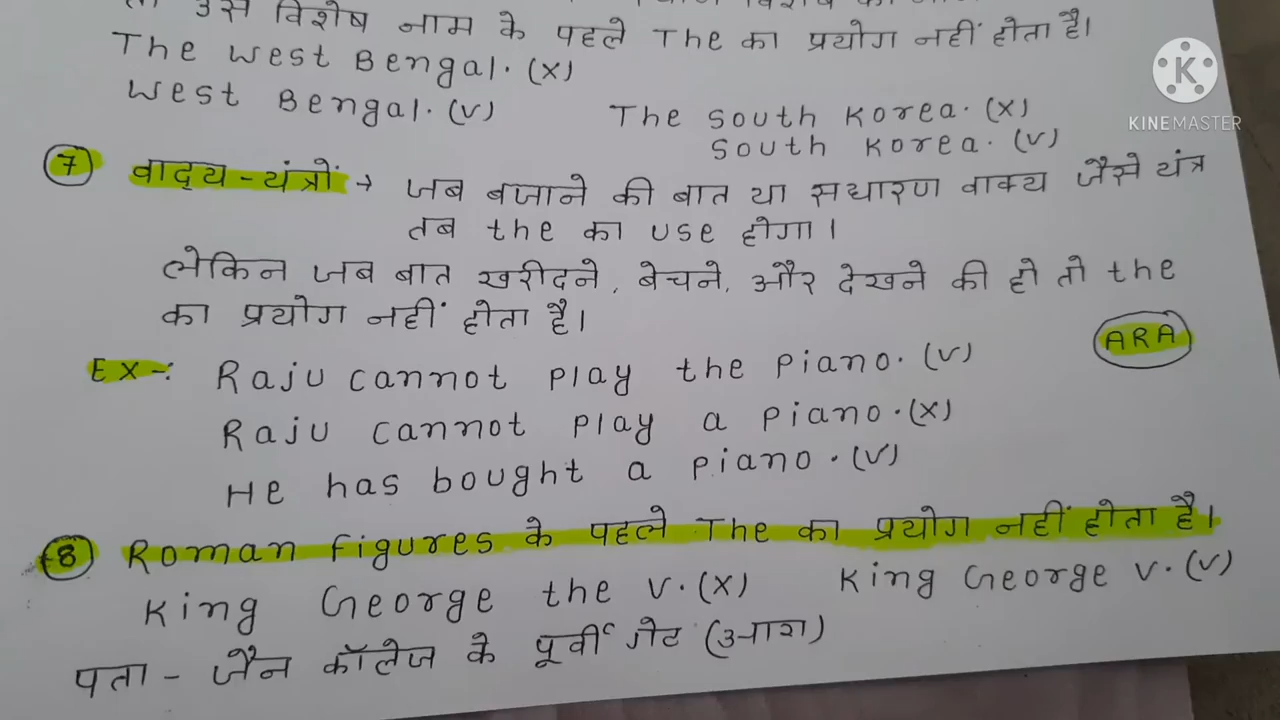 तो उसे विशेष नाम के पहले The का प्रयोग नहीं होता है।
The West Bengal. (X)
West Bengal. (V)
The South Korea. (X)
South Korea. (V)
KINEMASTER
7 वाद्य-यंत्रों → जब बजाने की बात या सधारण वाक्य जैसे यंत्र
तब the का use होगा।
लेकिन जब बात खरीदने, बेचने, और देखने की हो तो the
का प्रयोग नहीं होता है।
ARA
Ex-: Raju cannot play the piano. (V)
Raju cannot play a piano. (X)
He has bought a piano. (V)
8 Roman figures के पहले The का प्रयोग नहीं होता है।
King George the V. (X) King George V. (V)
पता - जैन कॉलेज के पूर्वी गेट (आरा)